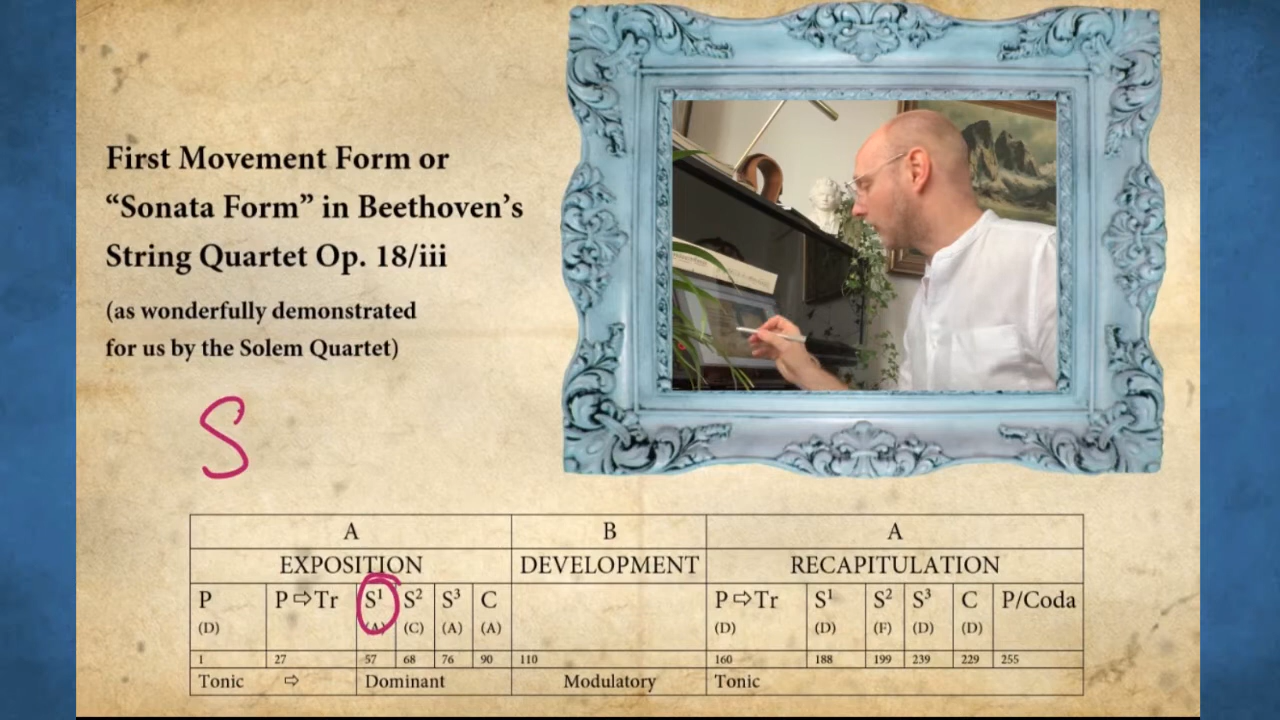 First Movement Form or
“Sonata Form” in Beethoven’s
String Quartet Op. 18/iii
(as wonderfully demonstrated
for us by the Solem Quartet)
S
A B A
EXPOSITION DEVELOPMENT RECAPITULATION
P P⇨Tr S¹ S² S³ C P⇨Tr S¹ S² S³ C P/Coda
(D) (A) (C) (A) (A) (D) (D) (F) (D) (D)
1 27 57 68 76 90 110 160 188 199 239 229 255
Tonic ⇨ Dominant Modulatory Tonic